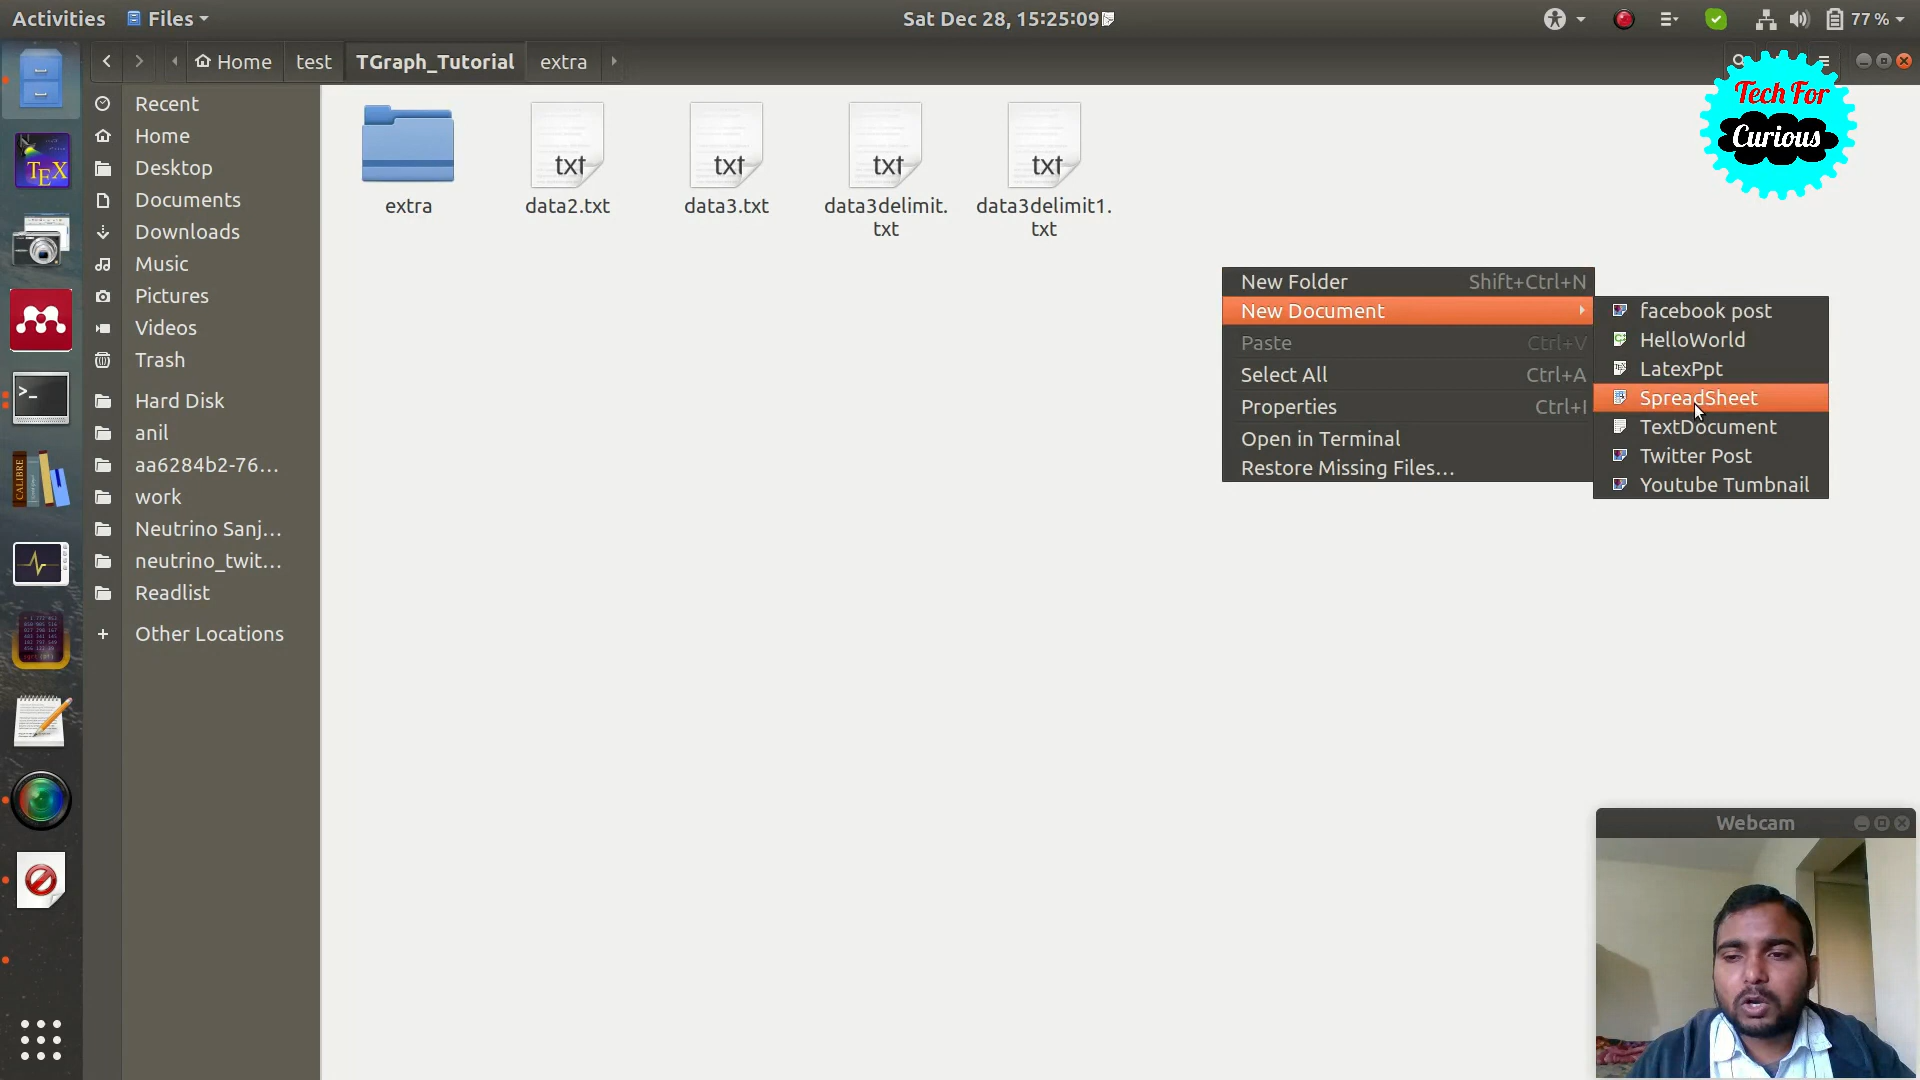 Activities
Files
Sat Dec 28, 15:25:09
77 %
Home
test
TGraph_Tutorial
extra
Tech For
Curious
Recent
Home
Desktop
Documents
Downloads
Music
Pictures
Videos
Trash
Hard Disk
anil
aa6284b2-76...
work
Neutrino Sanj...
neutrino_twit...
Readlist
Other Locations
TEX
CALIBRE
>_
extra
txt
data2.txt
txt
data3.txt
txt
data3delimit.
txt
txt
data3delimit1.
txt
New Folder Shift+Ctrl+N
New Document
Paste Ctrl+V
Select All Ctrl+A
Properties Ctrl+I
Open in Terminal
Restore Missing Files...
facebook post
HelloWorld
LatexPpt
SpreadSheet
TextDocument
Twitter Post
Youtube Tumbnail
Webcam